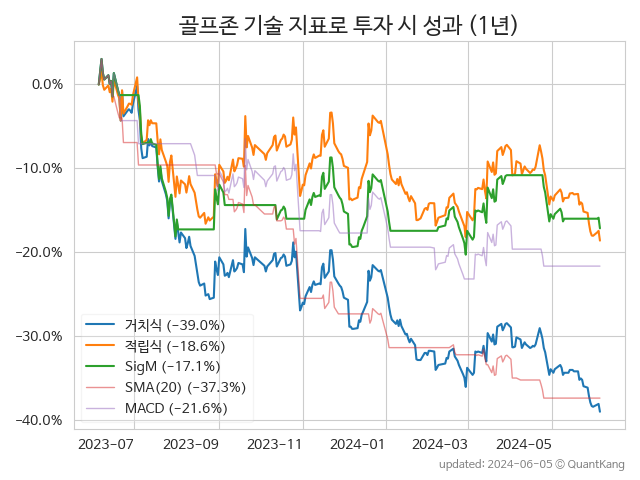 골프존 기술 지표로 투자 시 성과 (1년)
0.0%
−10.0%
−20.0%
−30.0%
−40.0%
거치식 (−39.0%)
적립식 (−18.6%)
SigM (−17.1%)
SMA(20) (−37.3%)
MACD (−21.6%)
2023-07 2023-09 2023-11 2024-01 2024-03 2024-05
updated: 2024-06-05 © QuantKang